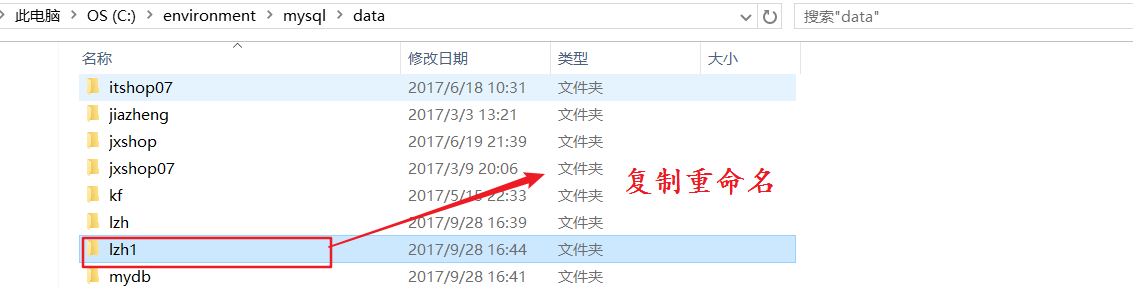 此电脑 > OS (C:) > environment > mysql > data
搜索"data"
名称 修改日期 类型 大小
itshop07 2017/6/18 10:31 文件夹
jiazheng 2017/3/3 13:21 文件夹
jxshop 2017/6/19 21:39 文件夹
jxshop07 2017/3/9 20:06 文件夹
复制重命名
kf 2017/5/15 22:33 文件夹
lzh 2017/9/28 16:39 文件夹
lzh1 2017/9/28 16:44 文件夹
mydb 2017/9/28 16:41 文件夹